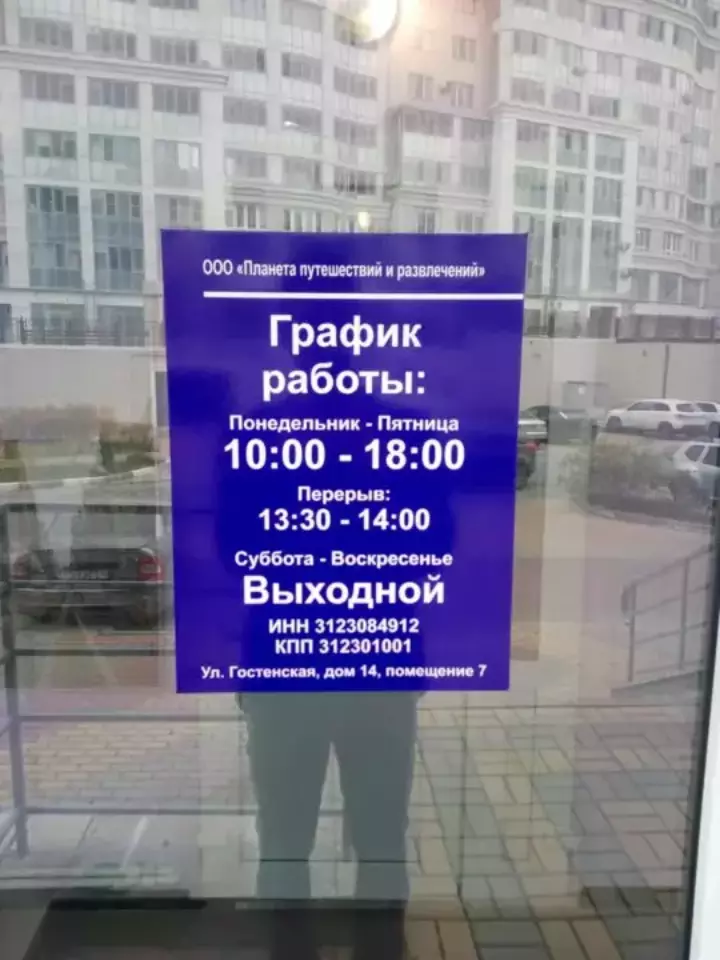 ООО «Планета путешествий и развлечений»
График
работы:
Понедельник - Пятница
10:00 - 18:00
Перерыв:
13:30 - 14:00
Суббота - Воскресенье
Выходной
ИНН 3123084912
КПП 312301001
Ул. Гостенская, дом 14, помещение 7